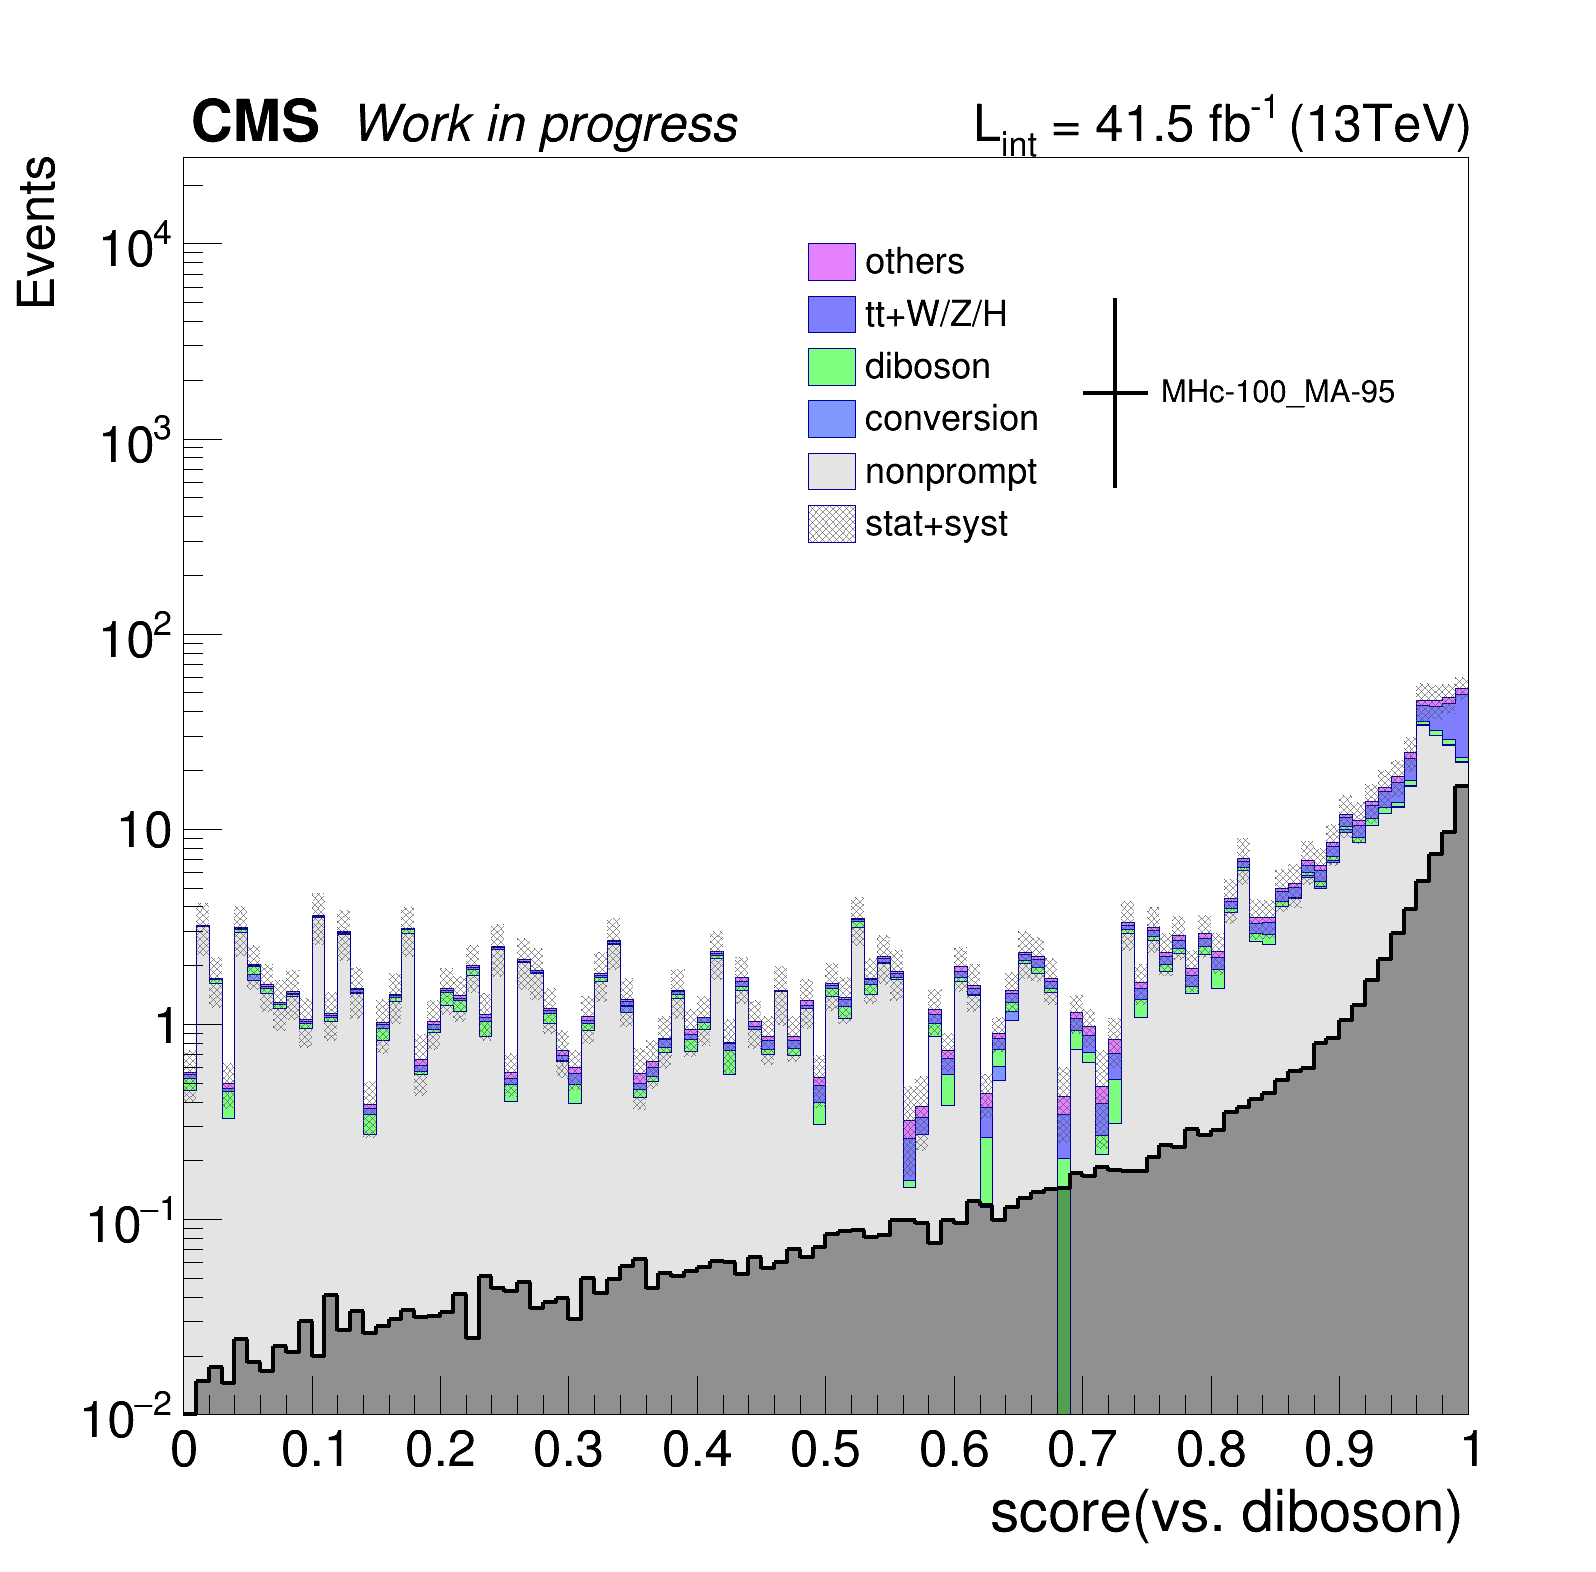 CMS Work in progress
L_int = 41.5 fb^-1 (13TeV)
Events
10^4
10^3
10^2
10
1
10^−1
10^−2
others
tt+W/Z/H
diboson
conversion
nonprompt
stat+syst
MHc-100_MA-95
0 0.1 0.2 0.3 0.4 0.5 0.6 0.7 0.8 0.9 1
score(vs. diboson)